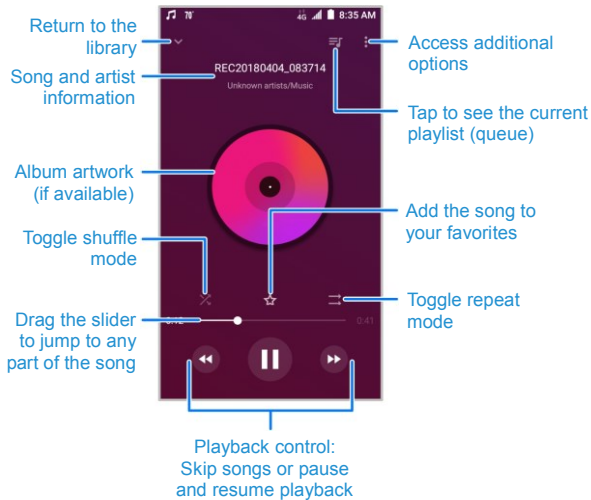 70°
4G
8:35 AM
Return to the
library
Song and artist
information
REC20180404_083714
Unknown artists/Music
Access additional
options
Tap to see the current
playlist (queue)
Album artwork
(if available)
Add the song to
your favorites
Toggle shuffle
mode
Toggle repeat
mode
Drag the slider
to jump to any
part of the song
0:41
Playback control:
Skip songs or pause
and resume playback